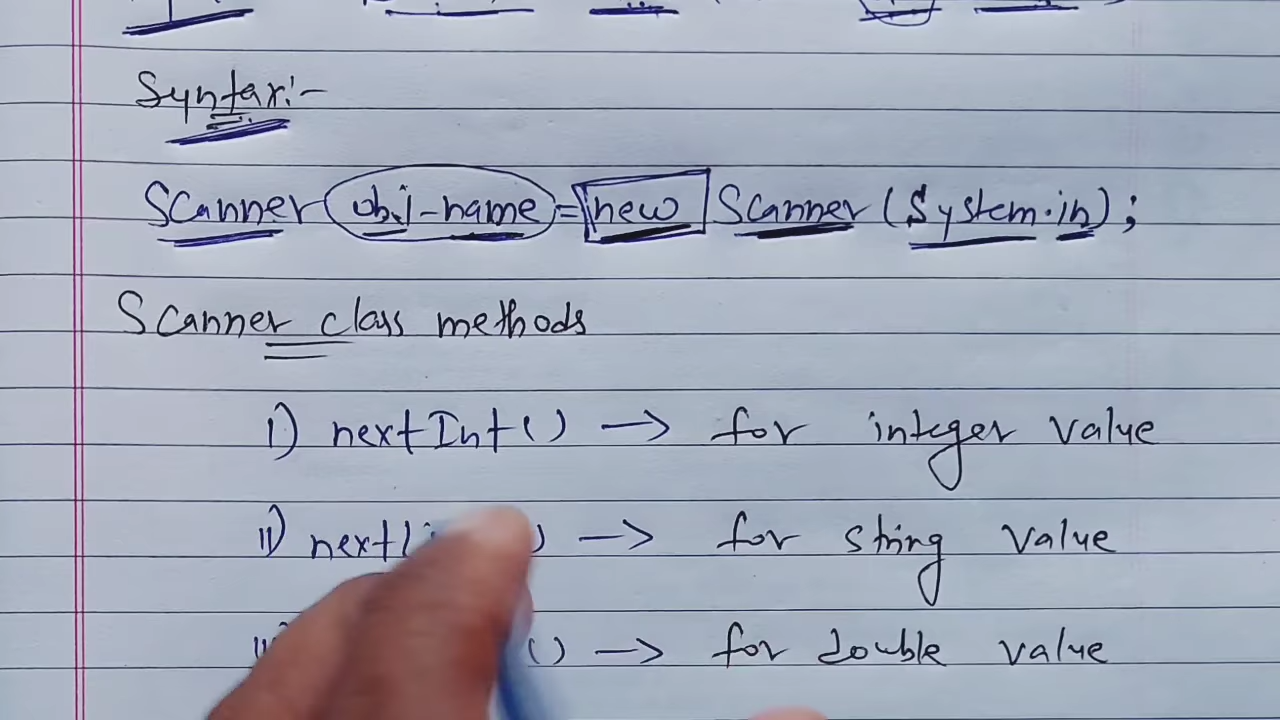 Syntax:-
Scanner obj-name = new Scanner (System.in);
Scanner class methods
i) nextInt() → for integer value
ii) → for string value
() → for double value